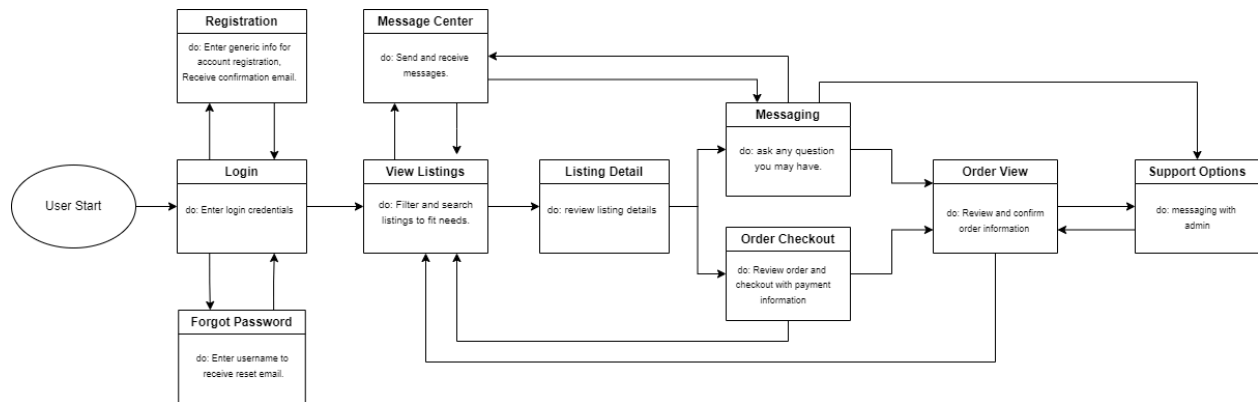 Registration
do: Enter generic info for
account registration,
Receive confirmation email.
Message Center
do: Send and receive
messages.
Messaging
do: ask any question
you may have.
User Start
Login
do: Enter login credentials
View Listings
do: Filter and search
listings to fit needs.
Listing Detail
do: review listing details
Order View
do: Review and confirm
order information
Support Options
do: messaging with
admin
Order Checkout
do: Review order and
checkout with payment
information
Forgot Password
do: Enter username to
receive reset email.